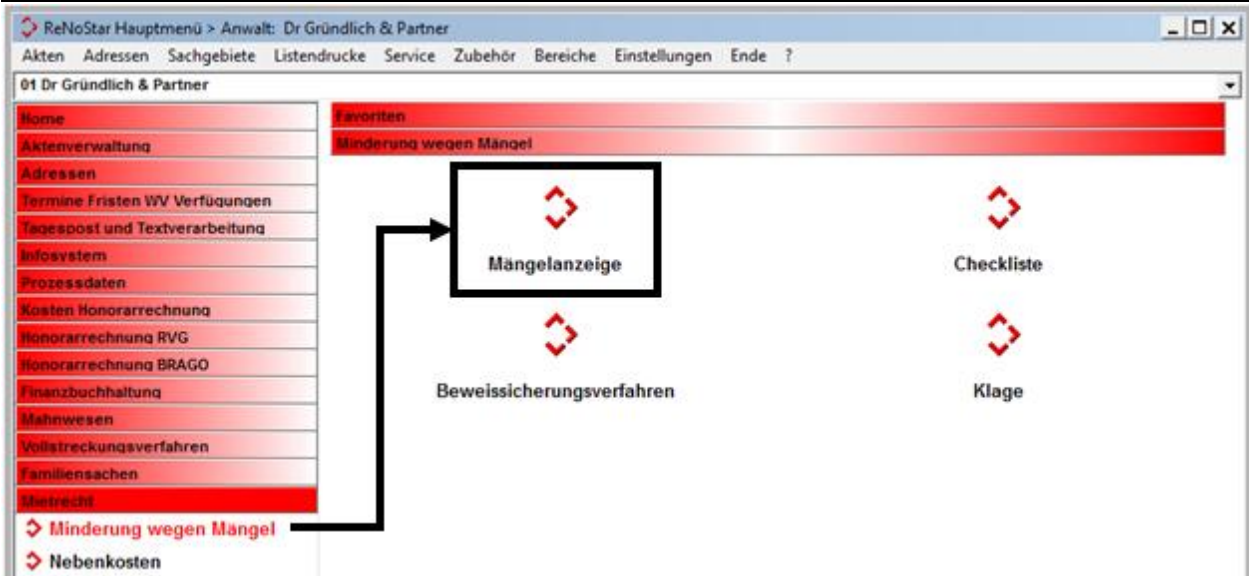 ReNoStar Hauptmenü > Anwalt: Dr Gründlich & Partner
Akten Adressen Sachgebiete Listendrucke Service Zubehör Bereiche Einstellungen Ende ?
01 Dr Gründlich & Partner
Home
Aktenverwaltung
Adressen
Termine Fristen WV Verfügungen
Tagespost und Textverarbeitung
Infosystem
Prozessdaten
Kosten Honorarrechnung
Honorarrechnung RVG
Honorarrechnung BRAGO
Finanzbuchhaltung
Mahnwesen
Vollstreckungsverfahren
Familiensachen
Mietrecht
Minderung wegen Mängel
Nebenkosten
Favoriten
Minderung wegen Mängel
Mängelanzeige
Checkliste
Beweissicherungsverfahren
Klage